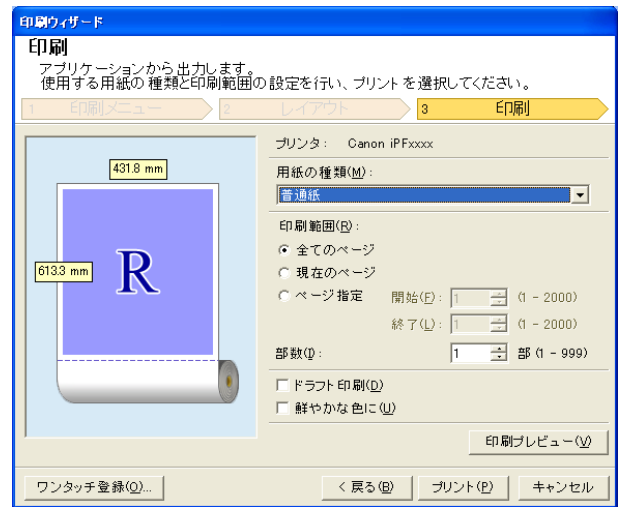 印刷ウィザード
印刷
アプリケーションから出力します。
使用する用紙の種類と印刷範囲の設定を行い、プリントを選択してください。
1 印刷メニュー 2 レイアウト 3 印刷
プリンタ： Canon iPFxxxx
431.8 mm
用紙の種類(M)：
普通紙
印刷範囲(R)：
全てのページ
613.3 mm
R
現在のページ
ページ指定 開始(F)： 1 (1 - 2000)
終了(L)： 1 (1 - 2000)
部数(I)： 1 部 (1 - 999)
ドラフト印刷(D)
鮮やかな色に(U)
印刷プレビュー(V)
ワンタッチ登録(O)... < 戻る(B) プリント(P) キャンセル